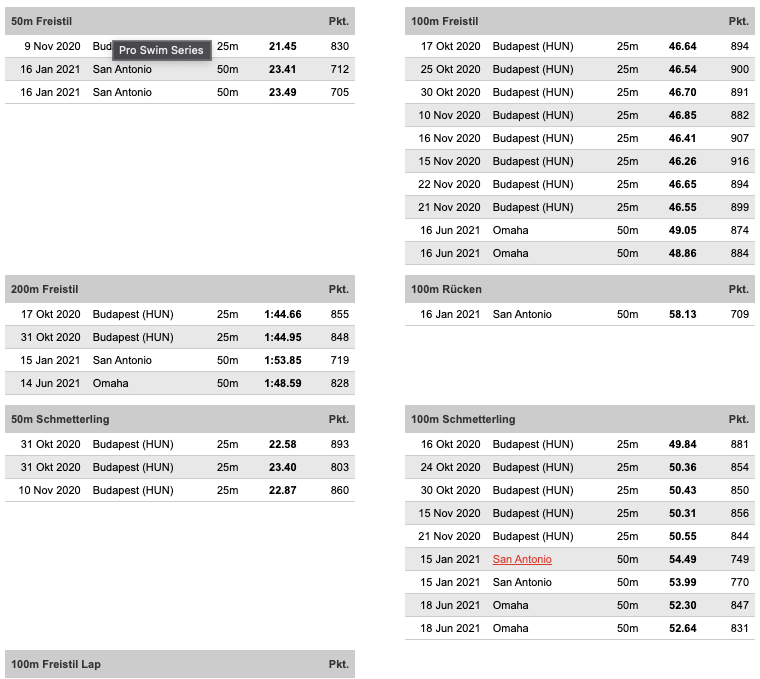 50m Freistil Pkt.
9 Nov 2020 Bud 25m 21.45 830
Pro Swim Series
16 Jan 2021 San Antonio 50m 23.41 712
16 Jan 2021 San Antonio 50m 23.49 705
100m Freistil Pkt.
17 Okt 2020 Budapest (HUN) 25m 46.64 894
25 Okt 2020 Budapest (HUN) 25m 46.54 900
30 Okt 2020 Budapest (HUN) 25m 46.70 891
10 Nov 2020 Budapest (HUN) 25m 46.85 882
16 Nov 2020 Budapest (HUN) 25m 46.41 907
15 Nov 2020 Budapest (HUN) 25m 46.26 916
22 Nov 2020 Budapest (HUN) 25m 46.65 894
21 Nov 2020 Budapest (HUN) 25m 46.55 899
16 Jun 2021 Omaha 50m 49.05 874
16 Jun 2021 Omaha 50m 48.86 884
200m Freistil Pkt.
17 Okt 2020 Budapest (HUN) 25m 1:44.66 855
31 Okt 2020 Budapest (HUN) 25m 1:44.95 848
15 Jan 2021 San Antonio 50m 1:53.85 719
14 Jun 2021 Omaha 50m 1:48.59 828
100m Rücken Pkt.
16 Jan 2021 San Antonio 50m 58.13 709
50m Schmetterling Pkt.
31 Okt 2020 Budapest (HUN) 25m 22.58 893
31 Okt 2020 Budapest (HUN) 25m 23.40 803
10 Nov 2020 Budapest (HUN) 25m 22.87 860
100m Schmetterling Pkt.
16 Okt 2020 Budapest (HUN) 25m 49.84 881
24 Okt 2020 Budapest (HUN) 25m 50.36 854
30 Okt 2020 Budapest (HUN) 25m 50.43 850
15 Nov 2020 Budapest (HUN) 25m 50.31 856
21 Nov 2020 Budapest (HUN) 25m 50.55 844
15 Jan 2021 San Antonio 50m 54.49 749
15 Jan 2021 San Antonio 50m 53.99 770
18 Jun 2021 Omaha 50m 52.30 847
18 Jun 2021 Omaha 50m 52.64 831
100m Freistil Lap Pkt.